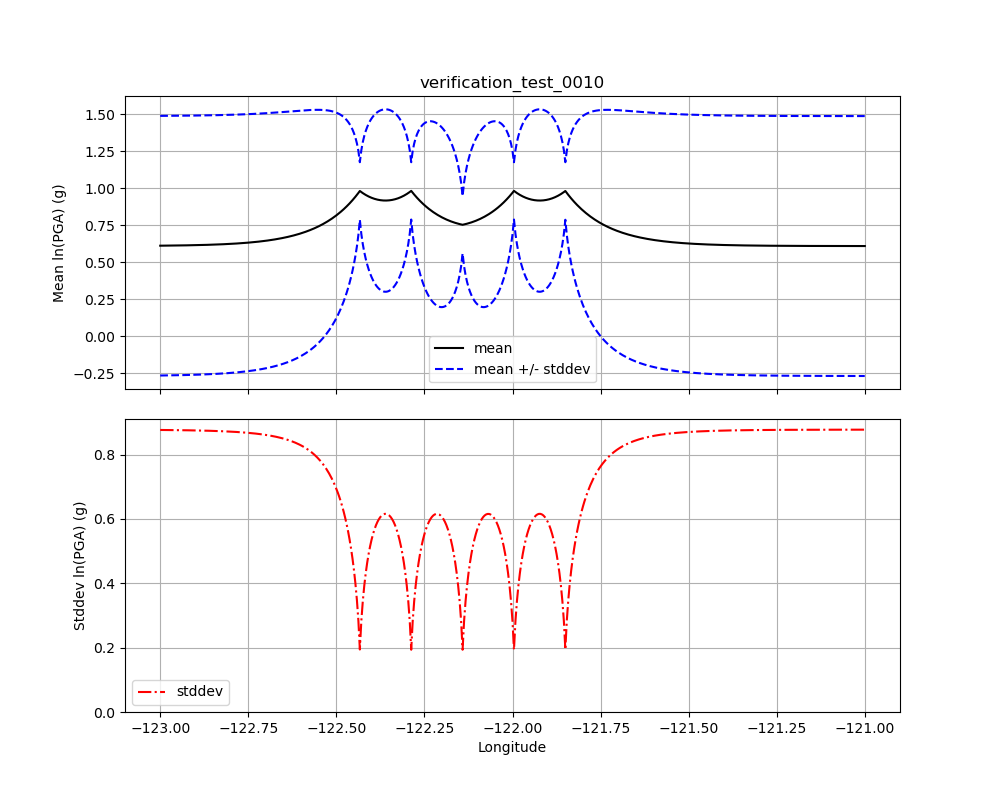 verification_test_0010
Mean ln(PGA) (g)
1.50
1.25
1.00
0.75
0.50
0.25
0.00
−0.25
mean
mean +/- stddev
Stddev ln(PGA) (g)
0.8
0.6
0.4
0.2
0.0
stddev
−123.00 −122.75 −122.50 −122.25 −122.00 −121.75 −121.50 −121.25 −121.00
Longitude